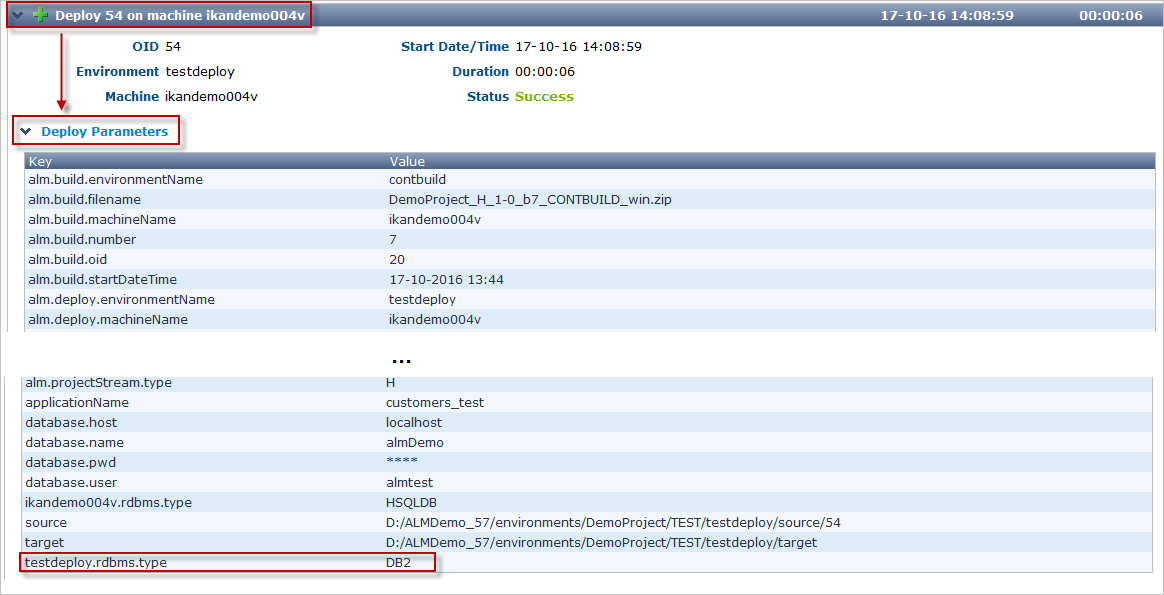 Deploy 54 on machine ikandemo004v 17-10-16 14:08:59 00:00:06
OID 54 Start Date/Time 17-10-16 14:08:59
Environment testdeploy Duration 00:00:06
Machine ikandemo004v Status Success
Deploy Parameters
Key Value
alm.build.environmentName contbuild
alm.build.filename DemoProject_H_1-0_b7_CONTBUILD_win.zip
alm.build.machineName ikandemo004v
alm.build.number 7
alm.build.oid 20
alm.build.startDateTime 17-10-2016 13:44
alm.deploy.environmentName testdeploy
alm.deploy.machineName ikandemo004v
...
alm.projectStream.type H
applicationName customers_test
database.host localhost
database.name almDemo
database.pwd ****
database.user almtest
ikandemo004v.rdbms.type HSQLDB
source D:/ALMDemo_57/environments/DemoProject/TEST/testdeploy/source/54
target D:/ALMDemo_57/environments/DemoProject/TEST/testdeploy/target
testdeploy.rdbms.type DB2